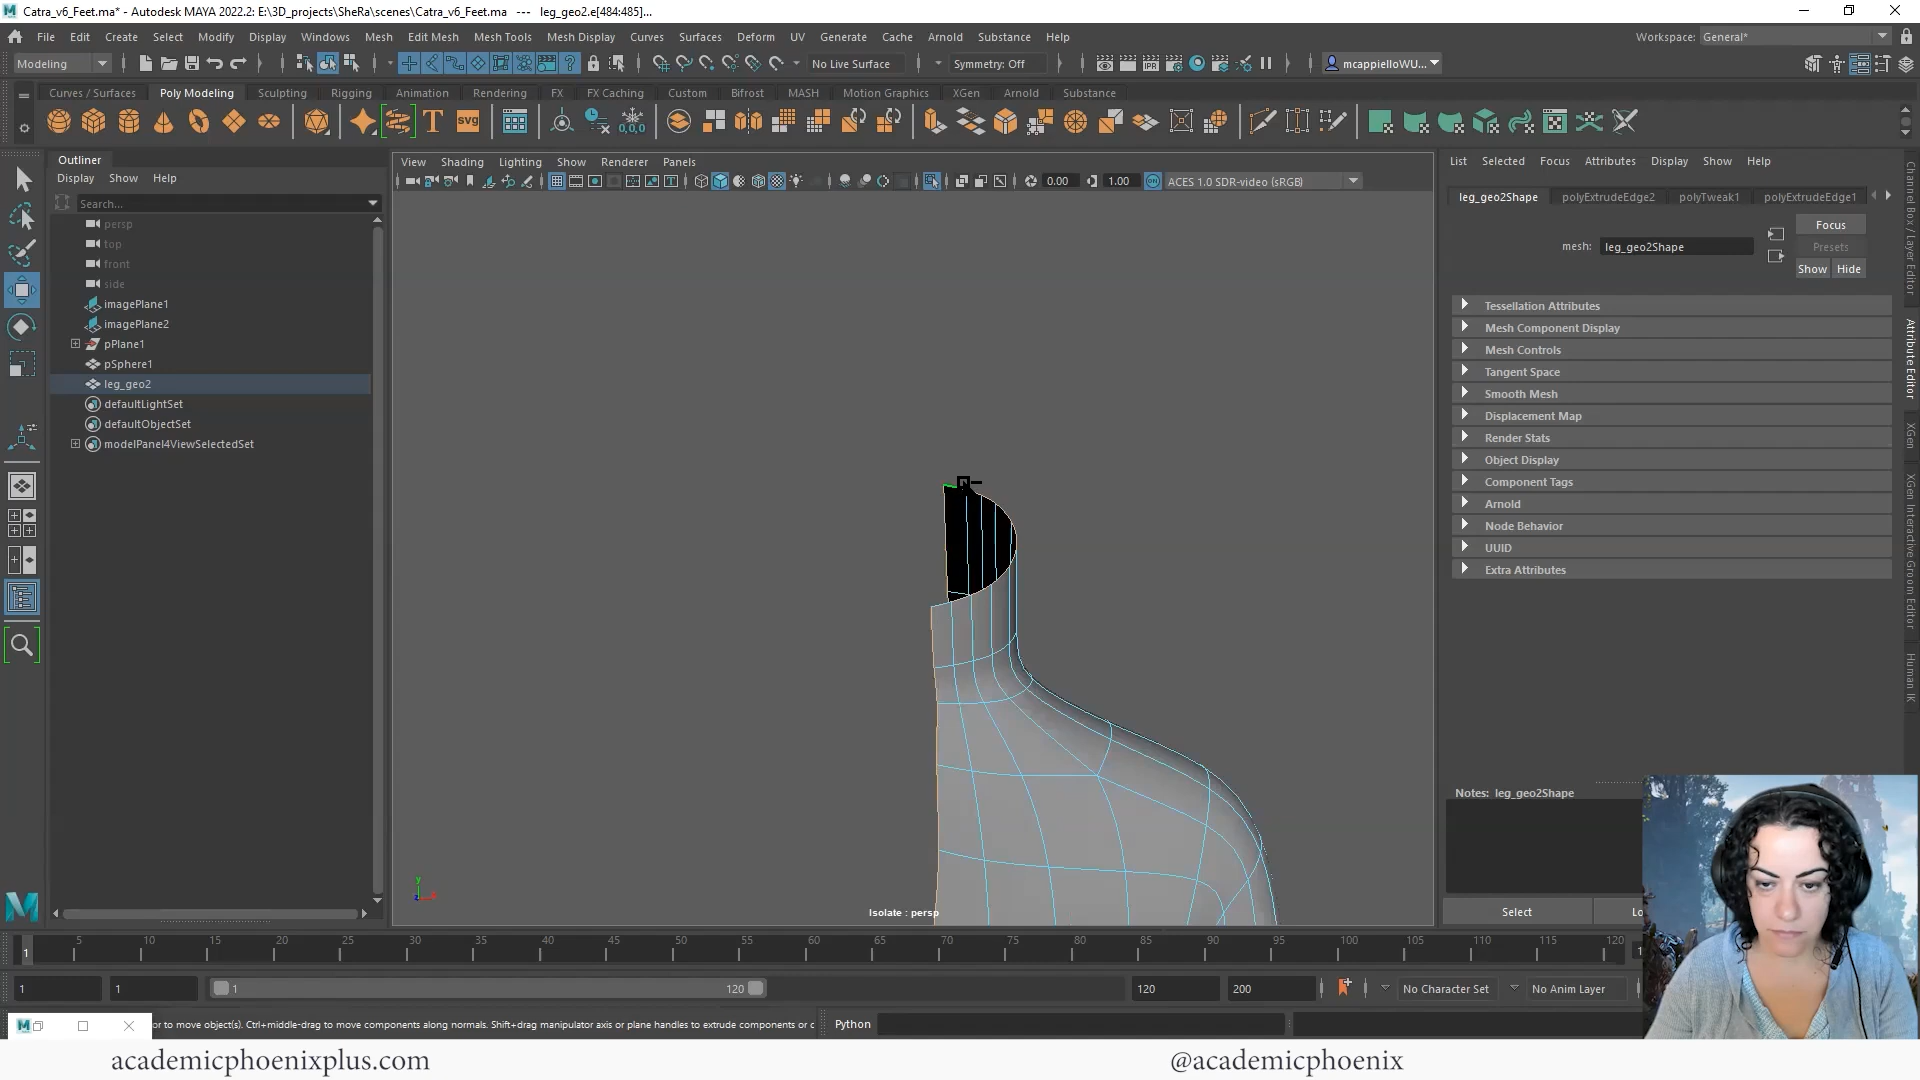 Catra_v6_Feet.ma* - Autodesk MAYA 2022.2: E:\3D_projects\SheRa\scenes\Catra_v6_Feet.ma   ---   leg_geo2.e[484:485]...
File Edit Create Select Modify Display Windows Mesh Edit Mesh Mesh Tools Mesh Display Curves Surfaces Deform UV Generate Cache Arnold Substance Help
Workspace: General*
Modeling
No Live Surface
Symmetry: Off
mcappielloWU...
Curves / Surfaces Poly Modeling Sculpting Rigging Animation Rendering FX FX Caching Custom Bifrost MASH Motion Graphics XGen Arnold Substance
T
svg
0,0,0
Outliner
Display Show Help
Search...
persp
top
front
side
imagePlane1
imagePlane2
pPlane1
pSphere1
leg_geo2
defaultLightSet
defaultObjectSet
modelPanel4ViewSelectedSet
View Shading Lighting Show Renderer Panels
0.00
1.00
ACES 1.0 SDR-video (sRGB)
y
Isolate : persp
List Selected Focus Attributes Display Show Help
leg_geo2Shape polyExtrudeEdge2 polyTweak1 polyExtrudeEdge1
mesh: leg_geo2Shape
Focus
Presets
Show Hide
Tessellation Attributes
Mesh Component Display
Mesh Controls
Tangent Space
Smooth Mesh
Displacement Map
Render Stats
Object Display
Component Tags
Arnold
Node Behavior
UUID
Extra Attributes
Notes: leg_geo2Shape
Select
Lo
Channel Box / Layer Editor
Attribute Editor
XGen
XGen Interactive Groom Editor
Human IK
1 5 10 15 20 25 30 35 40 45 50 55 60 65 70 75 80 85 90 95 100 105 110 115 120
1
1
1
120
120
200
No Character Set
No Anim Layer
or to move object(s). Ctrl+middle-drag to move components along normals. Shift+drag manipulator axis or plane handles to extrude components or c
Python
academicphoenixplus.com
@academicphoenix